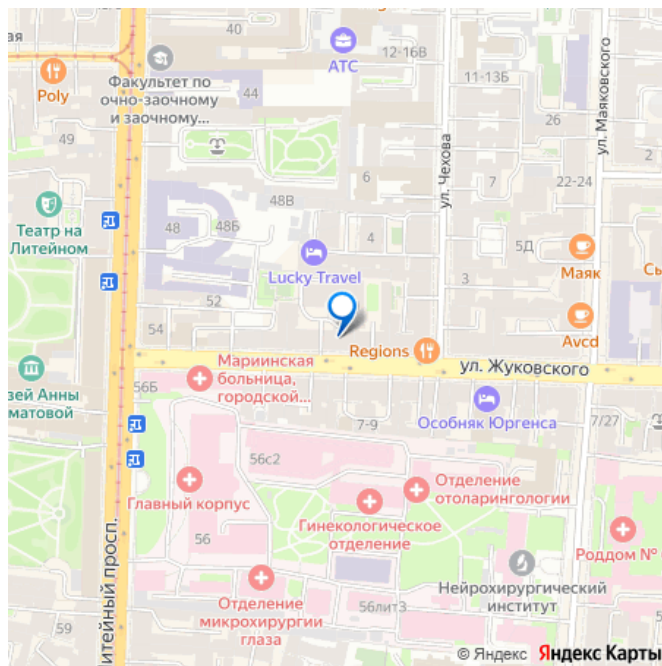 40
12-16В
АТС
11-13Б
Poly
Факультет по
очно-заочному
и заочному...
44
49
26
ул. Чехова
ул. Маяковского
2
6
7
22-24
48В
Театр на
Литейном
48
48Б
4
5Д
Lucky Travel
Маяк
3
52
54
Avcd
Regions
ул. Жуковского
Мариинская
больница,
городской...
56Б
Особняк Юргенса
7-9
7/27
56с2
Отделение
отоларингологии
Главный корпус
Гинекологическое
отделение
56
Роддом №
Нейрохирургический
институт
Отделение
микрохирургии
глаза
56лит3
59
© Яндекс Яндекс Карты